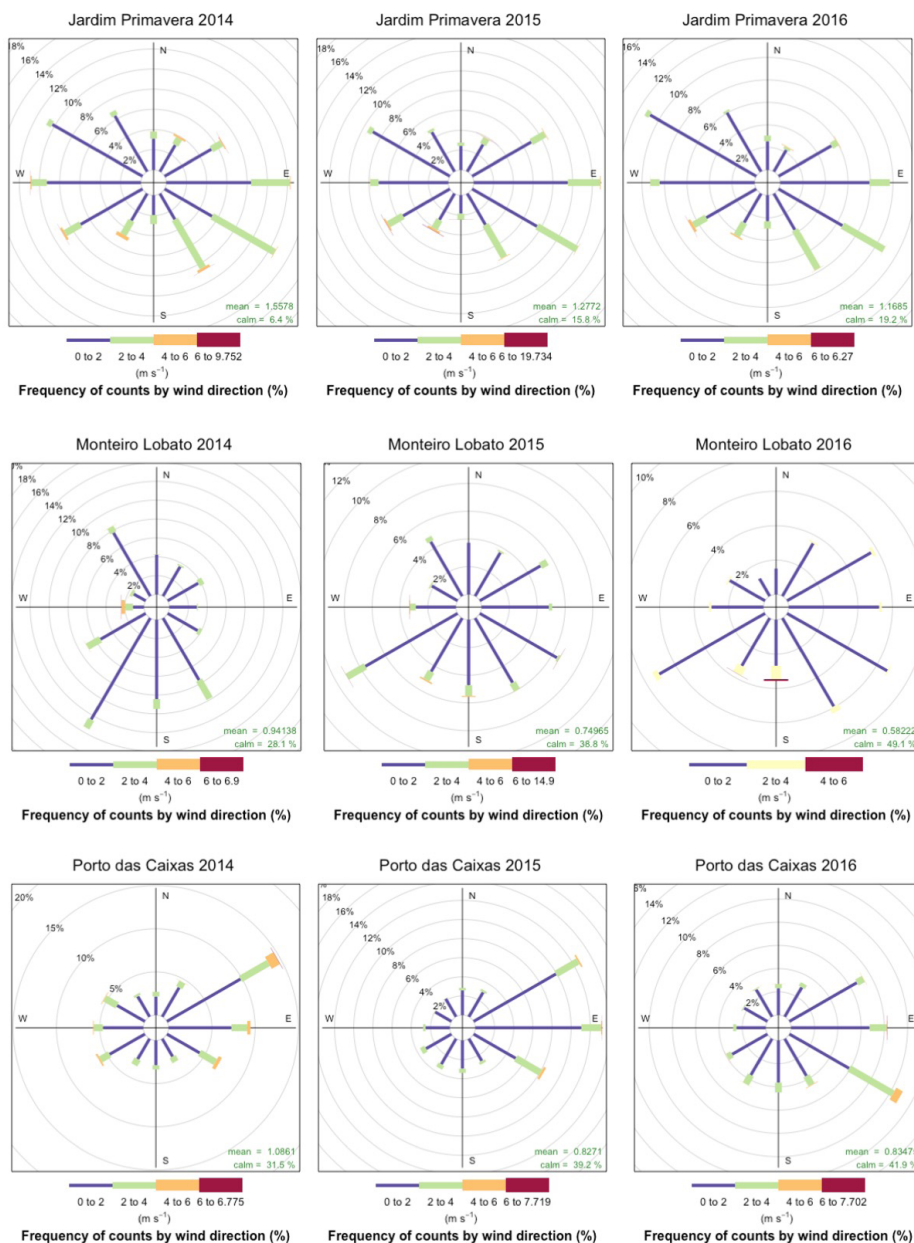 Jardim Primavera 2014
18%
16%
14%
12%
10%
8%
6%
4%
2%
N
W
E
S
mean = 1.5578
calm = 6.4 %
0 to 2 2 to 4 4 to 6 6 to 9.752
(m s⁻¹)
Frequency of counts by wind direction (%)
Jardim Primavera 2015
18%
16%
14%
12%
10%
8%
6%
4%
2%
N
W
E
S
mean = 1.2772
calm = 15.8 %
0 to 2 2 to 4 4 to 6 6 to 19.734
(m s⁻¹)
Frequency of counts by wind direction (%)
Jardim Primavera 2016
16%
14%
12%
10%
8%
6%
4%
2%
N
W
E
S
mean = 1.1685
calm = 19.2 %
0 to 2 2 to 4 4 to 6 6 to 6.27
(m s⁻¹)
Frequency of counts by wind direction (%)
Monteiro Lobato 2014
18%
16%
14%
12%
10%
8%
6%
4%
2%
N
W
E
S
mean = 0.94138
calm = 28.1 %
0 to 2 2 to 4 4 to 6 6 to 6.9
(m s⁻¹)
Frequency of counts by wind direction (%)
Monteiro Lobato 2015
12%
10%
8%
6%
4%
2%
N
W
E
S
mean = 0.74965
calm = 38.8 %
0 to 2 2 to 4 4 to 6 6 to 14.9
(m s⁻¹)
Frequency of counts by wind direction (%)
Monteiro Lobato 2016
10%
8%
6%
4%
2%
N
W
E
S
mean = 0.58222
calm = 49.1 %
0 to 2 2 to 4 4 to 6
(m s⁻¹)
Frequency of counts by wind direction (%)
Porto das Caixas 2014
20%
15%
10%
5%
N
W
E
S
mean = 1.0861
calm = 31.5 %
0 to 2 2 to 4 4 to 6 6 to 6.775
(m s⁻¹)
Frequency of counts by wind direction (%)
Porto das Caixas 2015
18%
16%
14%
12%
10%
8%
6%
4%
2%
N
W
E
S
mean = 0.8271
calm = 39.2 %
0 to 2 2 to 4 4 to 6 6 to 7.719
(m s⁻¹)
Frequency of counts by wind direction (%)
Porto das Caixas 2016
14%
12%
10%
8%
6%
4%
2%
N
W
E
S
mean = 0.8347
calm = 41.9 %
0 to 2 2 to 4 4 to 6 6 to 7.702
(m s⁻¹)
Frequency of counts by wind direction (%)